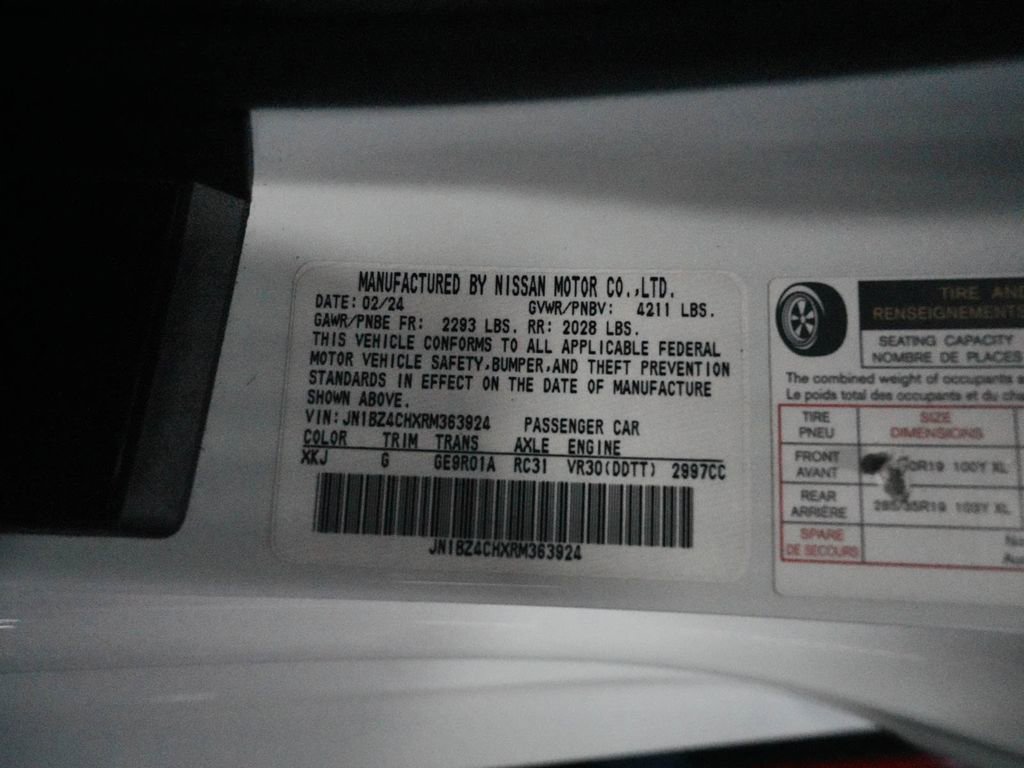 MANUFACTURED BY NISSAN MOTOR CO.,LTD.
DATE: 02/24 GVWR/PNBV: 4211 LBS.
GAWR/PNBE FR: 2293 LBS. RR: 2028 LBS.
THIS VEHICLE CONFORMS TO ALL APPLICABLE FEDERAL
MOTOR VEHICLE SAFETY,BUMPER,AND THEFT PREVENTION
STANDARDS IN EFFECT ON THE DATE OF MANUFACTURE
SHOWN ABOVE.
VIN: JN1BZ4CHXRM363924 PASSENGER CAR
COLOR TRIM TRANS AXLE ENGINE
XKJ G GE9R01A RC31 VR30(DDTT) 2997CC
JN1BZ4CHXRM363924
TIRE AND
RENSEIGNEMENTS
SEATING CAPACITY
NOMBRE DE PLACES
The combined weight of occupants a
Le poids total des occupants et du cha
TIRE SIZE
PNEU DIMENSIONS
FRONT
AVANT 0R19 100Y XL
REAR
ARRIÈRE 285/35R19 103Y XL
SPARE No
DE SECOURS Au